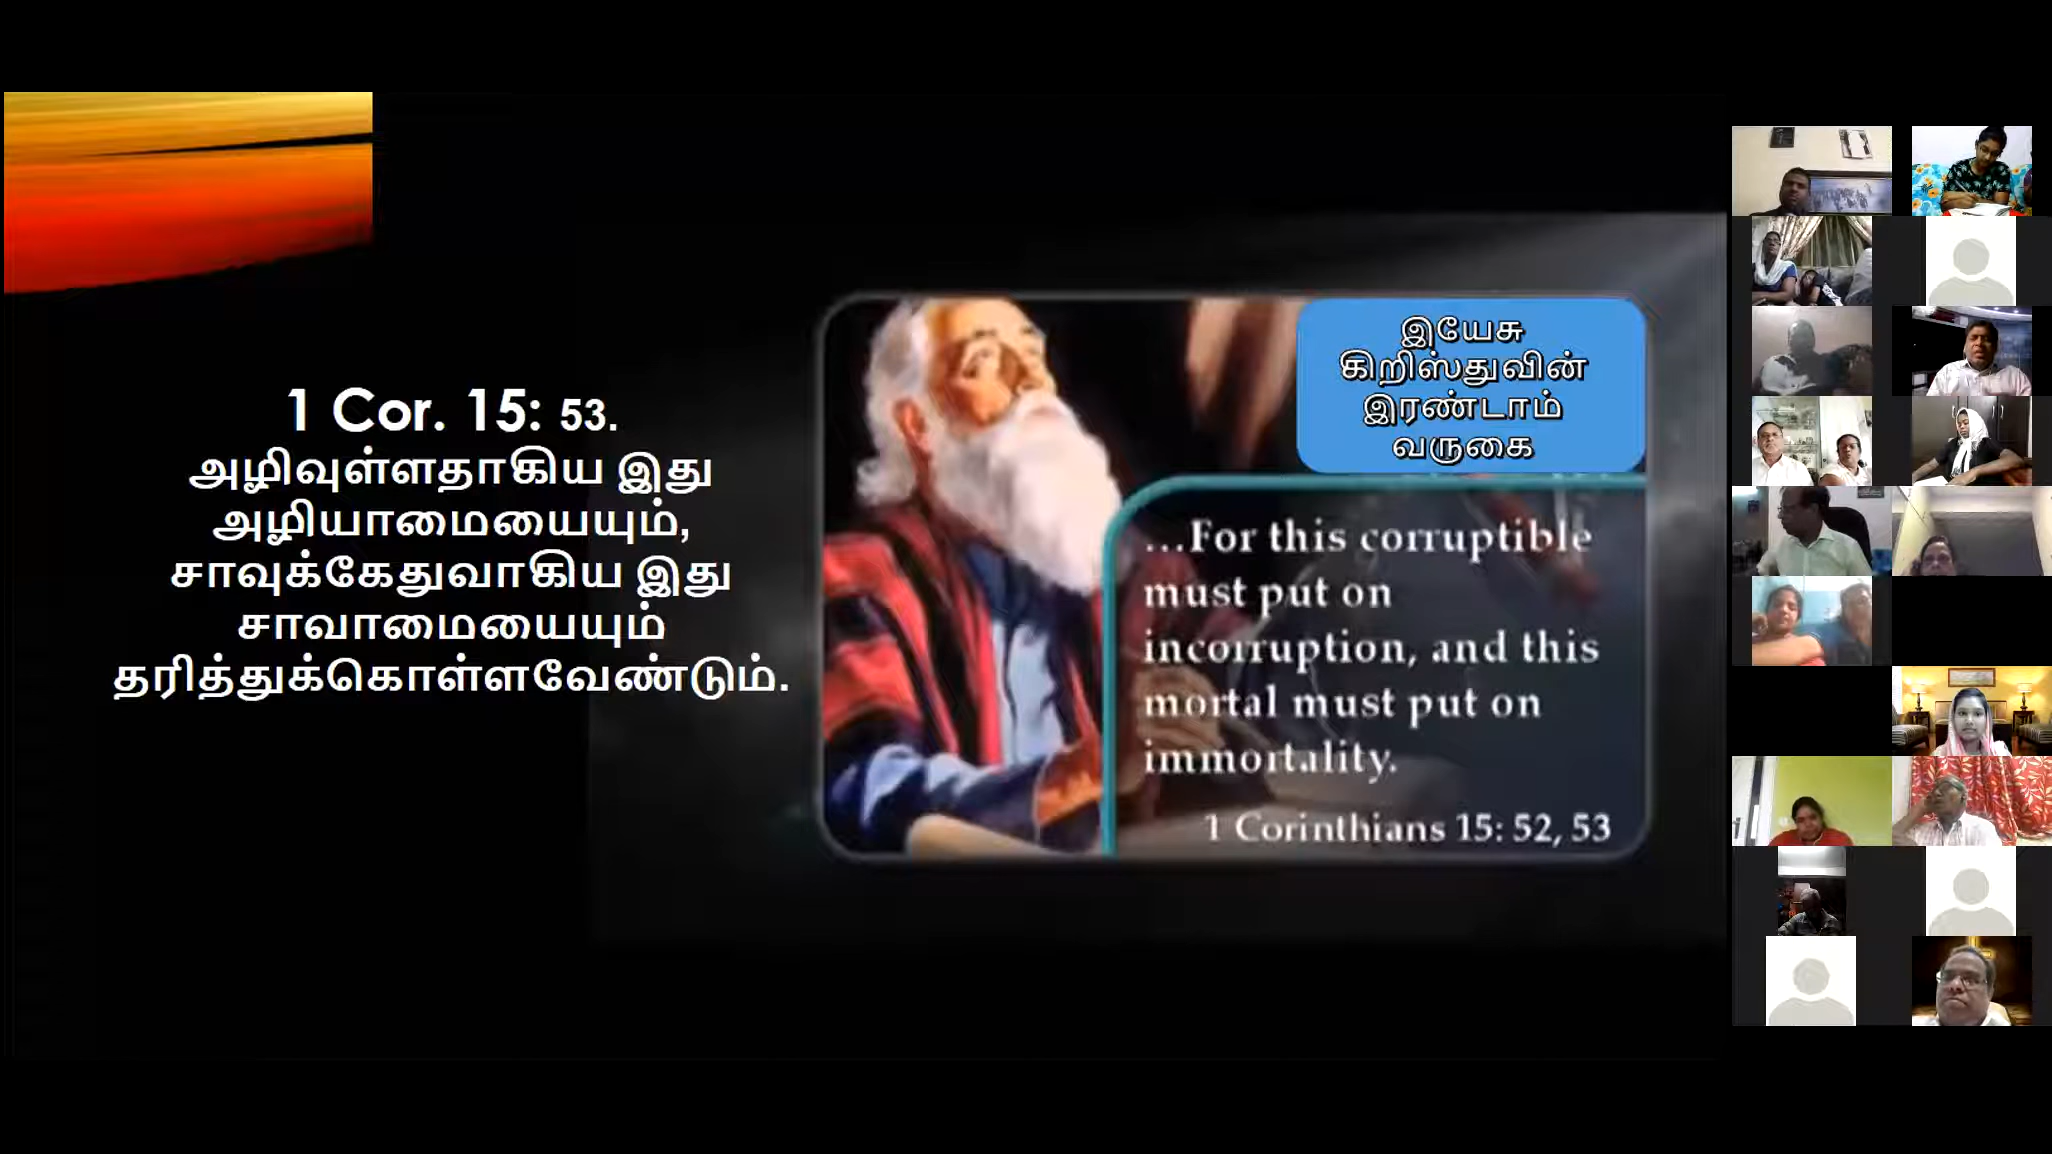 1 Cor. 15: 53.
அழிவுள்ளதாகிய இது
அழியாமையையும்,
சாவுக்கேதுவாகிய இது
சாவாமையையும்
தரித்துக்கொள்ளவேண்டும்.
இயேசு
கிறிஸ்துவின்
இரண்டாம்
வருகை
...For this corruptible
must put on
incorruption, and this
mortal must put on
immortality.
1 Corinthians 15: 52, 53